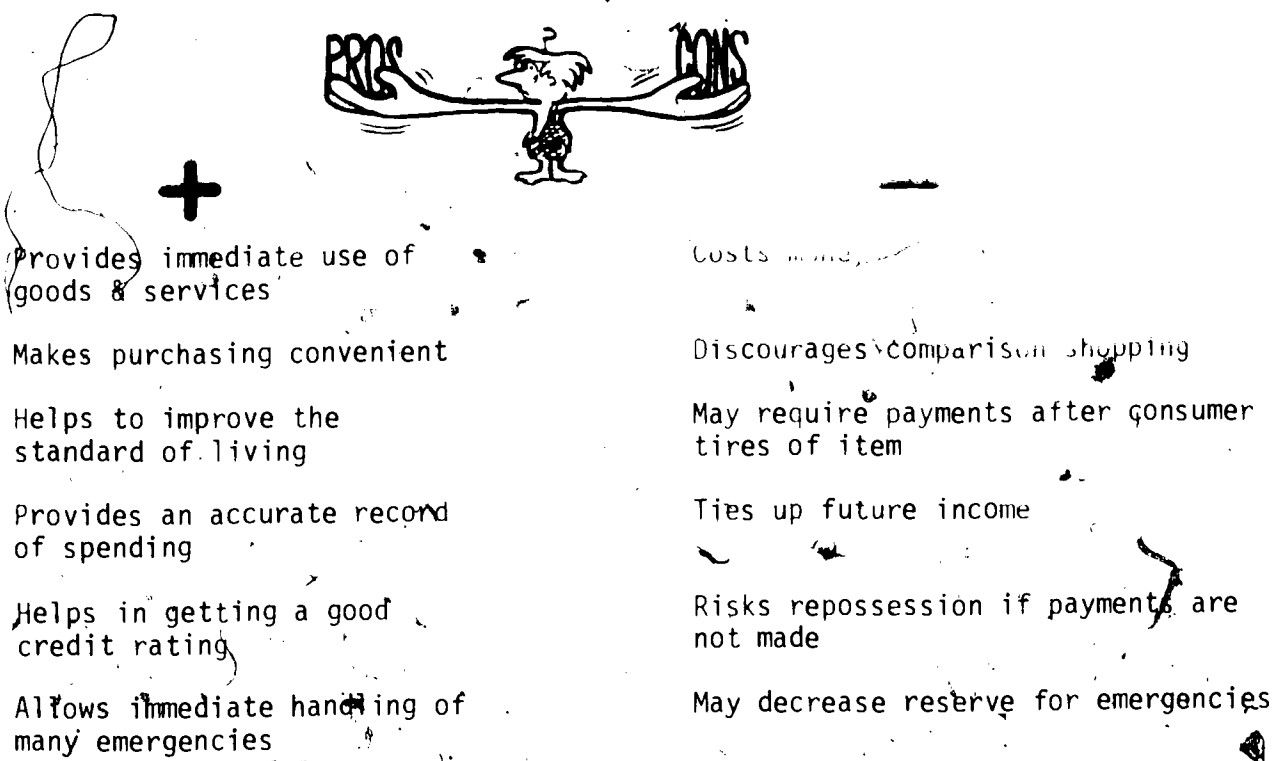 PROS
CONS
?
+
-
Provides immediate use of
goods & services
Makes purchasing convenient
Helps to improve the
standard of living
Provides an accurate record
of spending
Helps in getting a good
credit rating
Allows immediate handling of
many emergencies
Costs money
Discourages comparison shopping
May require payments after consumer
tires of item
Ties up future income
Risks repossession if payments are
not made
May decrease reserve for emergencies